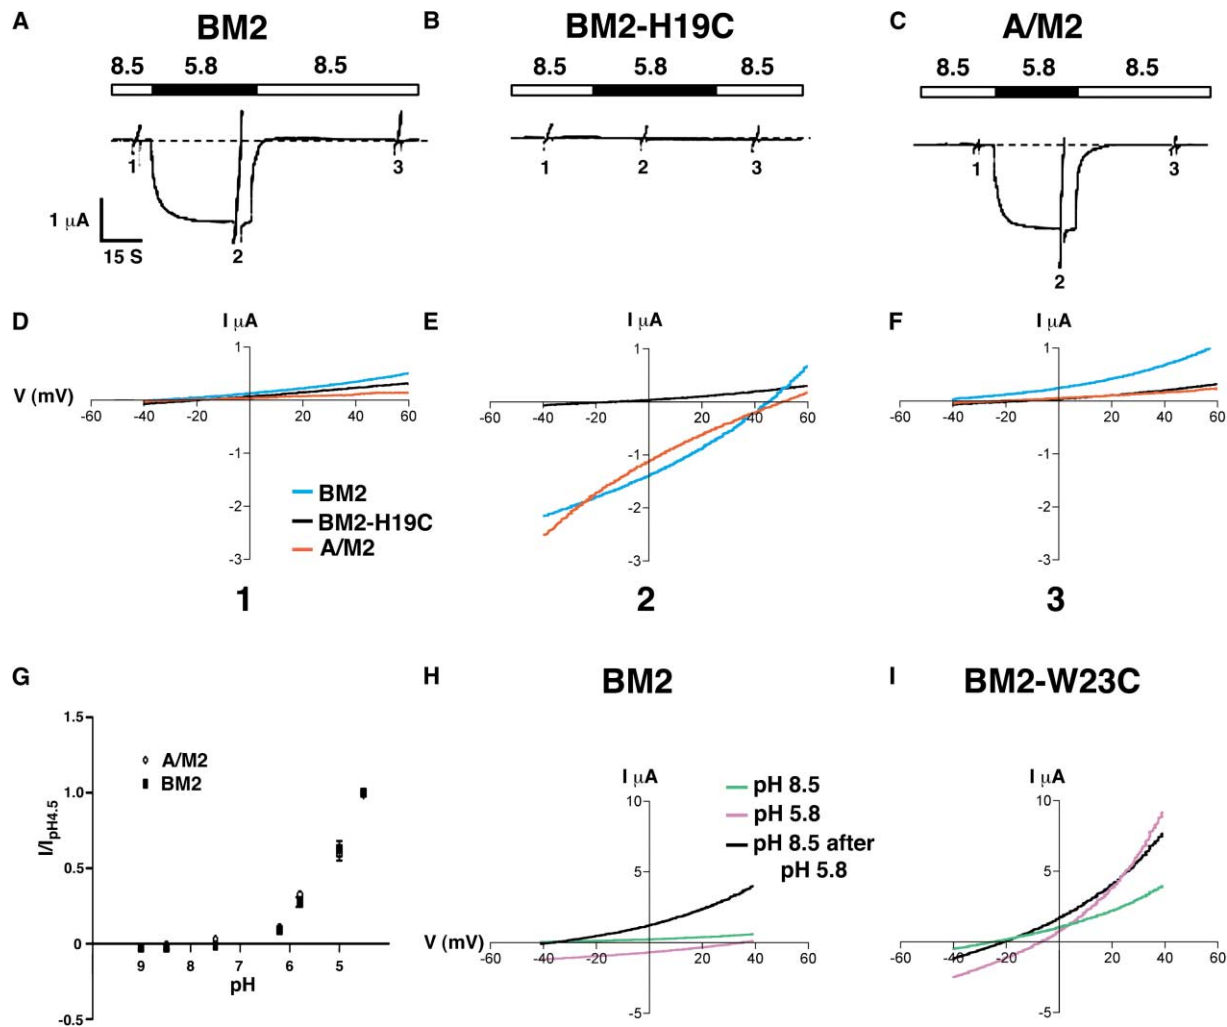 A BM2
8.5 5.8 8.5
1 2 3
1 µA
15 S
B BM2-H19C
8.5 5.8 8.5
1 2 3
C A/M2
8.5 5.8 8.5
1 2 3
D I µA
V (mV)
1
-60 -40 -20 20 40 60
-1
-2
-3
BM2
BM2-H19C
A/M2
1
E I µA
1
-60 -40 -20 20 40 60
-1
-2
-3
2
F I µA
1
-60 -40 -20 20 40 60
-1
-2
-3
3
G
I/IpH4.5
1.5
1.0
0.5
0
-0.5
A/M2
BM2
9 8 7 6 5
pH
H BM2
I µA
10
5
V (mV)
-60 -40 -20 20 40 60
-5
pH 8.5
pH 5.8
pH 8.5 after
pH 5.8
I BM2-W23C
I µA
10
5
-60 -40 -20 20 40 60
-5